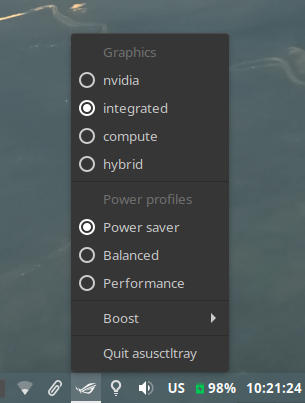 Graphics
nvidia
integrated
compute
hybrid
Power profiles
Power saver
Balanced
Performance
Boost
Quit asusctltray
US 98% 10:21:24